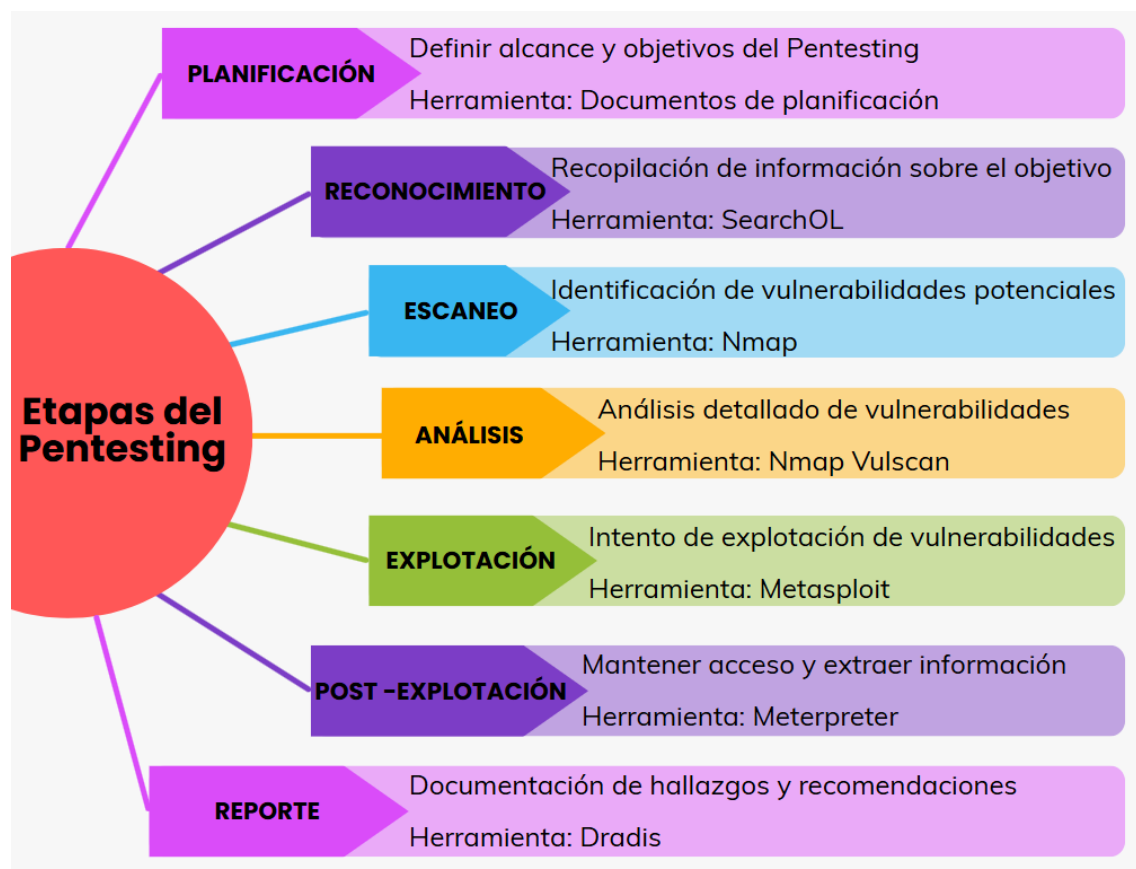 Etapas del
Pentesting
PLANIFICACIÓN
Definir alcance y objetivos del Pentesting
Herramienta: Documentos de planificación
RECONOCIMIENTO
Recopilación de información sobre el objetivo
Herramienta: SearchOL
ESCANEO
Identificación de vulnerabilidades potenciales
Herramienta: Nmap
ANÁLISIS
Análisis detallado de vulnerabilidades
Herramienta: Nmap Vulscan
EXPLOTACIÓN
Intento de explotación de vulnerabilidades
Herramienta: Metasploit
POST -EXPLOTACIÓN
Mantener acceso y extraer información
Herramienta: Meterpreter
REPORTE
Documentación de hallazgos y recomendaciones
Herramienta: Dradis